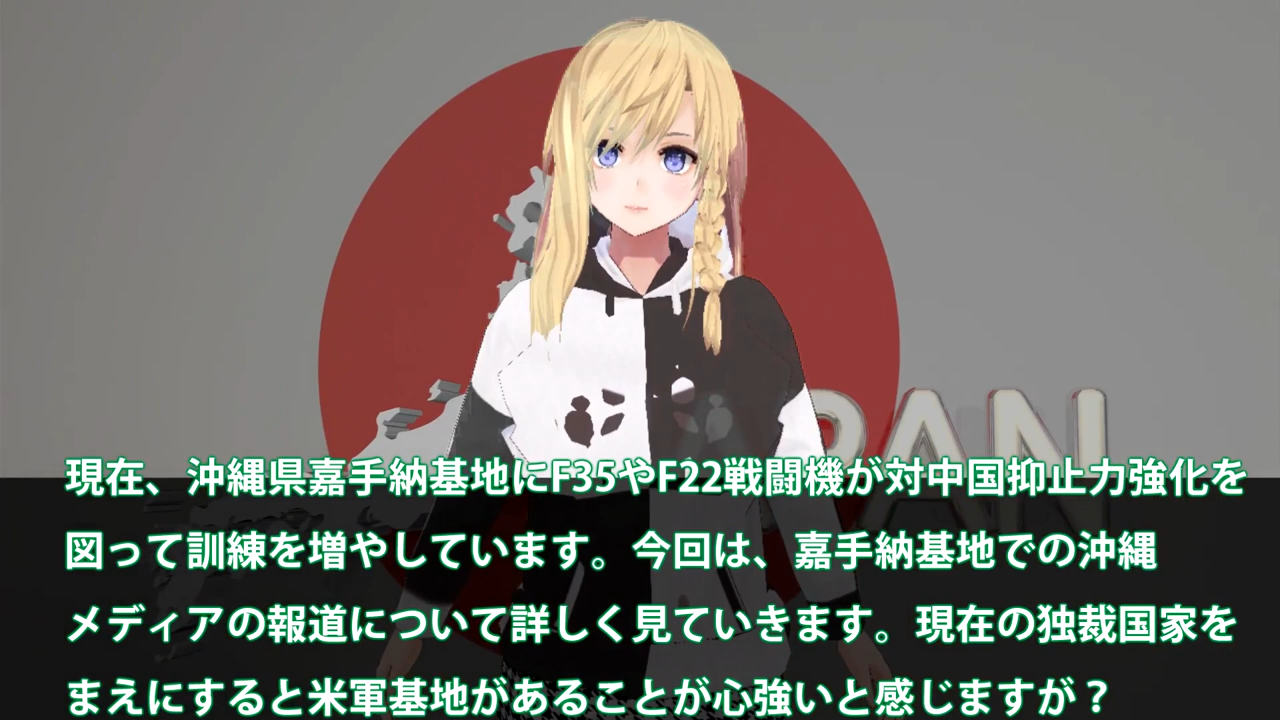 PAN
現在、沖縄県嘉手納基地にF35やF22戦闘機が対中国抑止力強化を
図って訓練を増やしています。今回は、嘉手納基地での沖縄
メディアの報道について詳しく見ていきます。現在の独裁国家を
まえにすると米軍基地があることが心強いと感じますが？